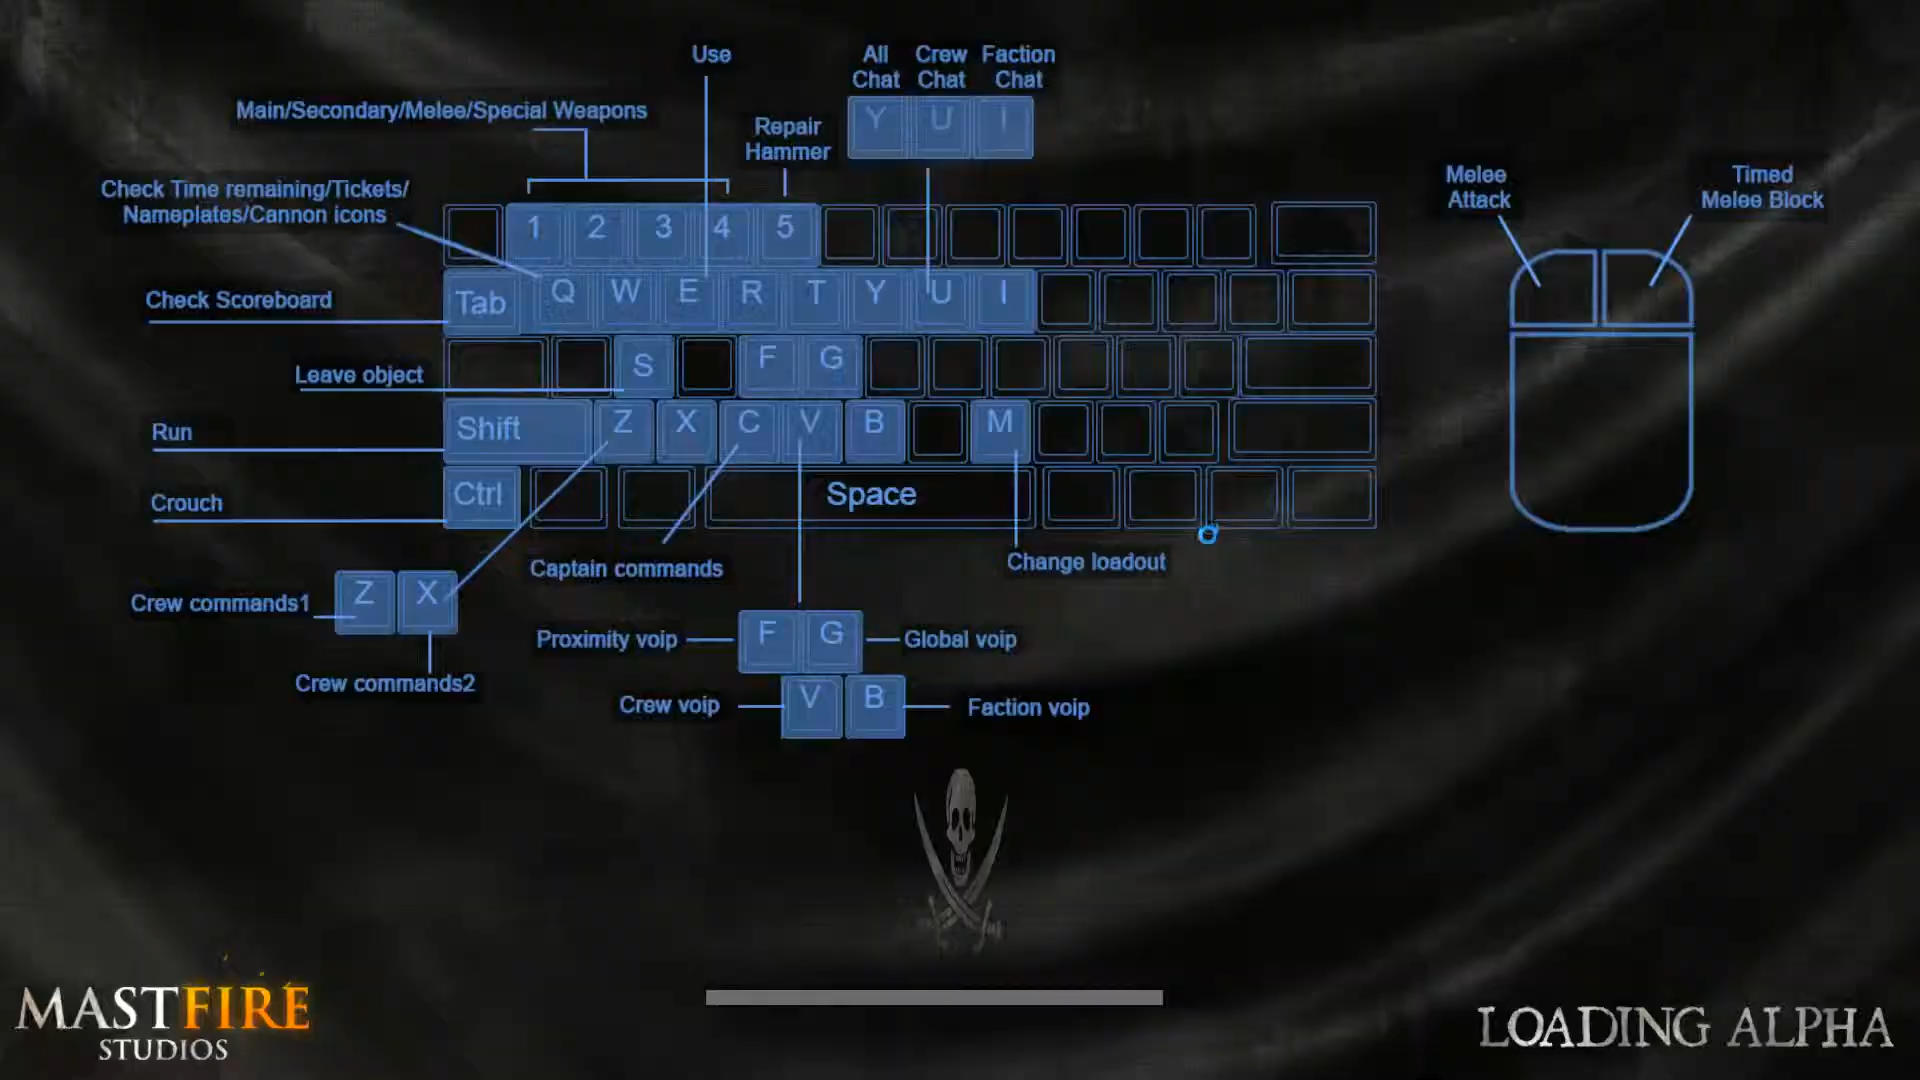 Use
All Chat
Crew Chat
Faction Chat
Y U I
Main/Secondary/Melee/Special Weapons
Repair
Hammer
Check Time remaining/Tickets/
Nameplates/Cannon icons
Melee
Attack
Timed
Melee Block
1 2 3 4 5
Check Scoreboard
Tab Q W E R T Y U I
Leave object
S F G
Run
Shift Z X C V B M
Crouch
Ctrl Space
Captain commands
Change loadout
Crew commands1
Z X
Crew commands2
Proximity voip
F G
Global voip
Crew voip
V B
Faction voip
MASTFIRE
STUDIOS
LOADING ALPHA